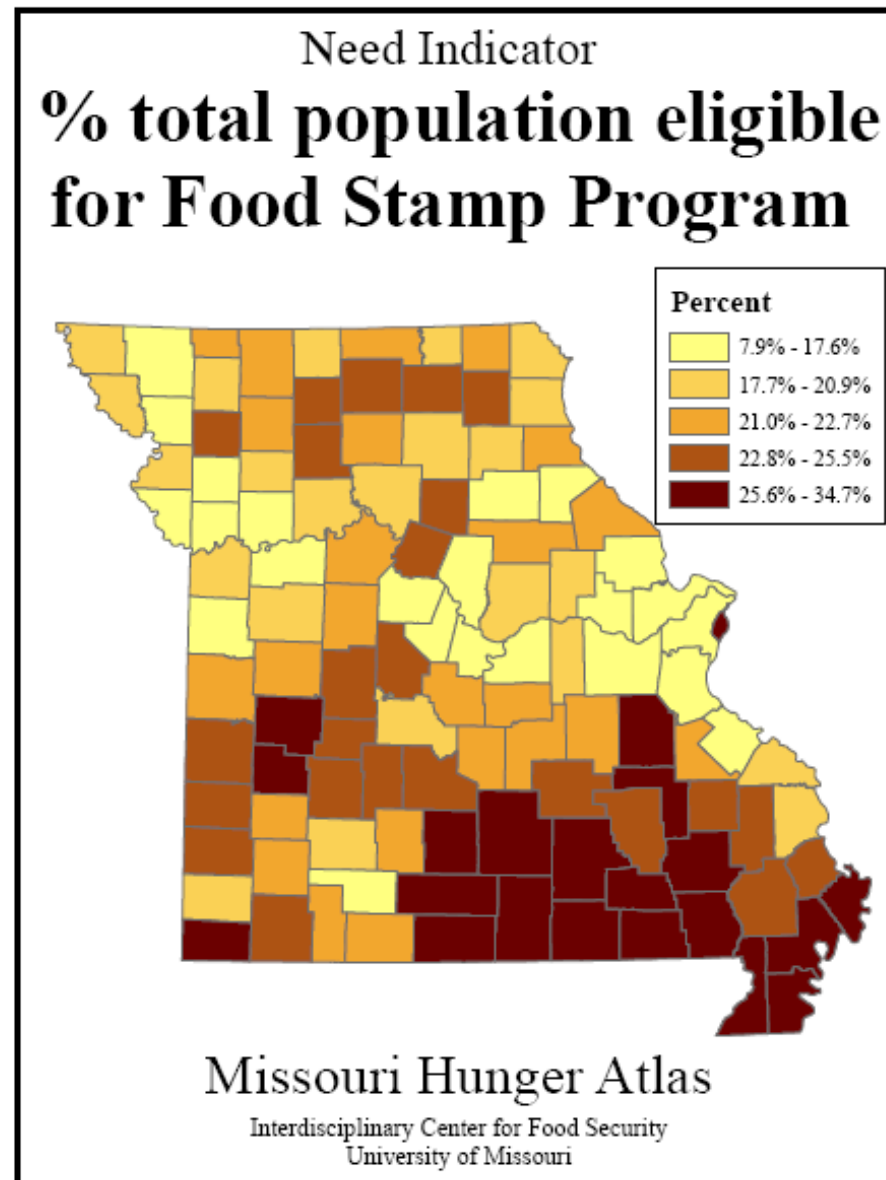 Need Indicator
% total population eligible
for Food Stamp Program
Percent
7.9% - 17.6%
17.7% - 20.9%
21.0% - 22.7%
22.8% - 25.5%
25.6% - 34.7%
Missouri Hunger Atlas
Interdisciplinary Center for Food Security
University of Missouri